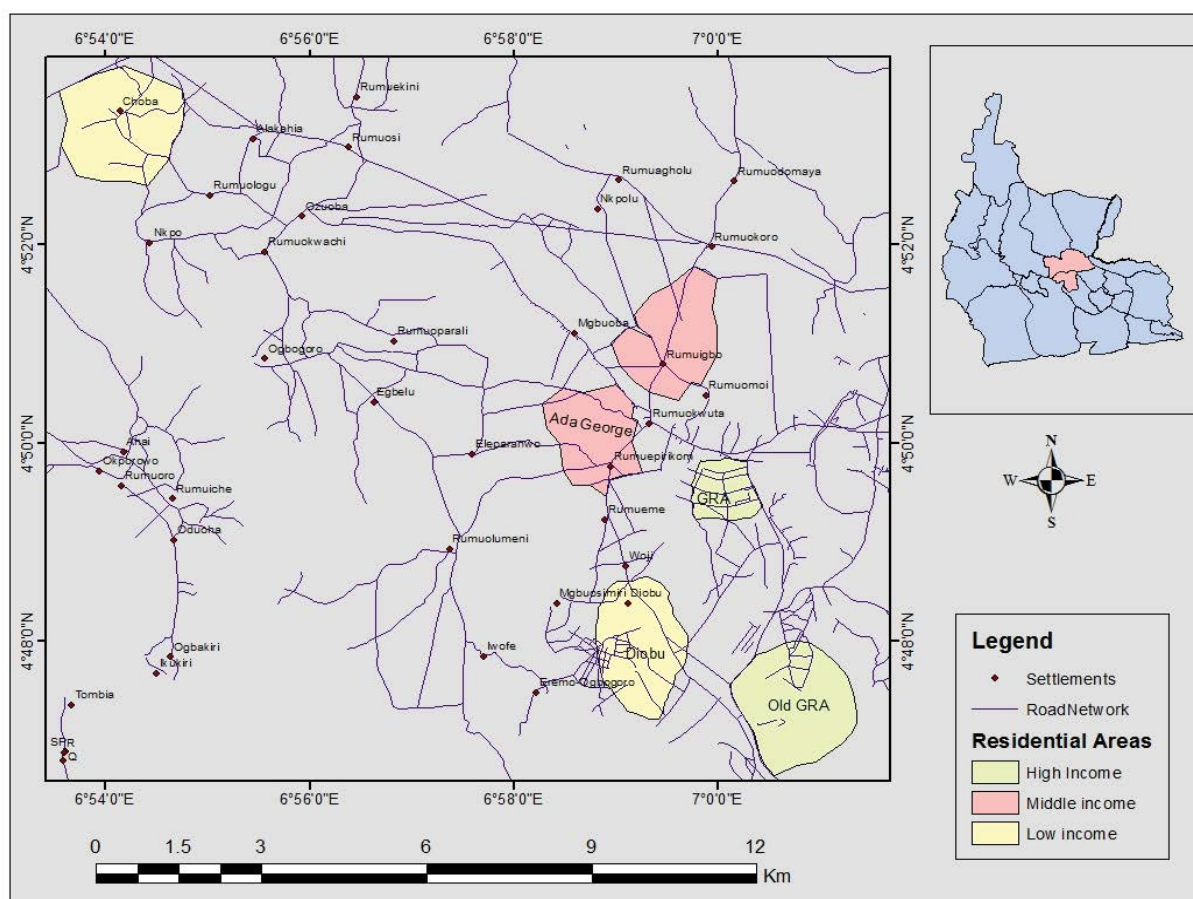 6°54'0"E 6°56'0"E 6°58'0"E 7°0'0"E
Rumuekini
Choba
Alakahia
Rumuosi
Rumuagholu
Rumuodomaya
Rumuologu
Nkpolu
Ozuoba
4°52'0"N 4°52'0"N
Nkpo
Rumuokwachi
Rumuokoro
Mgbuoba
Rumuoparali
Ogbogoro
Rumuigbo
Egbelu
Rumuomoi
Ada George
Rumuokwuta
4°50'0"N 4°50'0"N
Ahai
Eleparanwo
Rumuepirikom
Okporowo
Rumuoro
Rumuiche
GRA
Rumueme
Oduoha
Rumuolumeni
Woji
Mgbuosimiri Diobu
4°48'0"N 4°48'0"N
Ogbakiri
Iwofe
Diobu
Ikukiri
Eremo-Ogbogoro
Tombia
Old GRA
SPR
Q
6°54'0"E 6°56'0"E 6°58'0"E 7°0'0"E
N
W E
S
Legend
Settlements
RoadNetwork
Residential Areas
High Income
Middle income
Low income
0 1.5 3 6 9 12
Km